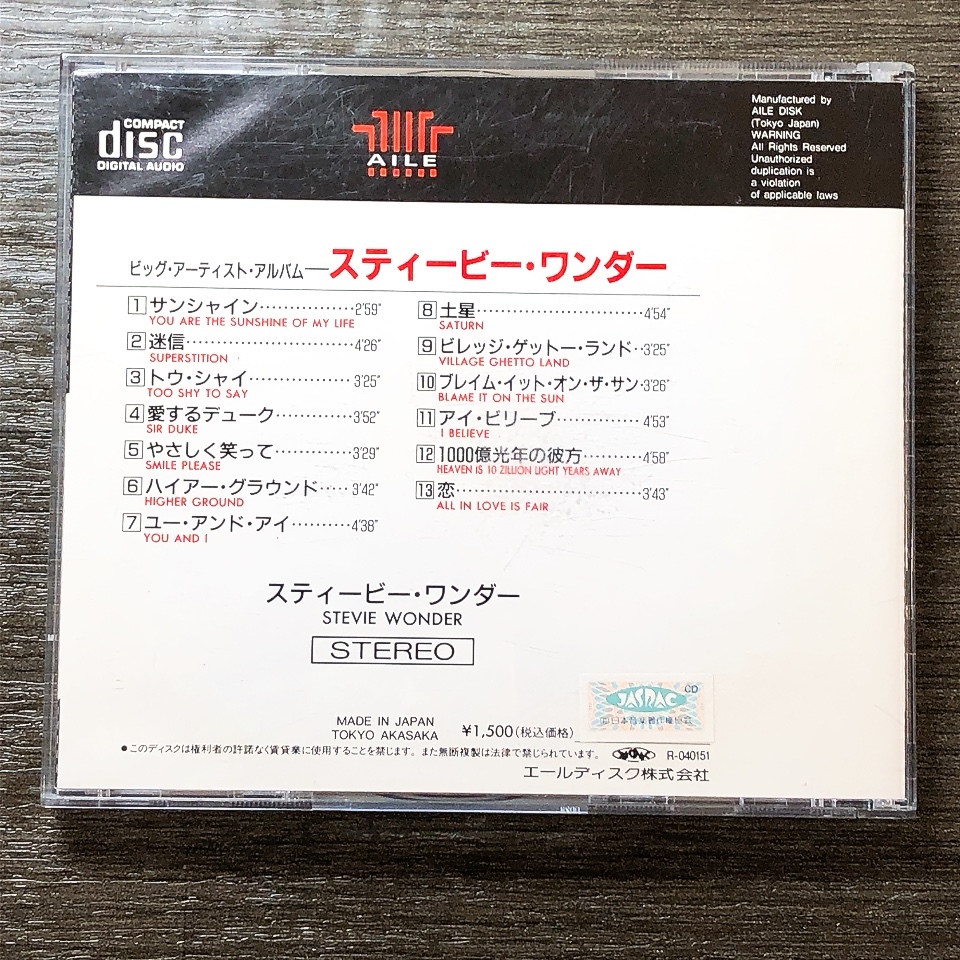 COMPACT
disc
DIGITAL AUDIO
AILE
Manufactured by
AILE DISK
(Tokyo Japan)
WARNING
All Rights Reserved
Unauthorized
duplication is
a violation
of applicable laws
ビッグ・アーティスト・アルバム──スティービー・ワンダー
1 サンシャイン…………………2'59"
YOU ARE THE SUNSHINE OF MY LIFE
2 迷信……………………………4'26"
SUPERSTITION
3 トゥ・シャイ…………………3'25"
TOO SHY TO SAY
4 愛するデューク………………3'52"
SIR DUKE
5 やさしく笑って………………3'29"
SMILE PLEASE
6 ハイアー・グラウンド……3'42"
HIGHER GROUND
7 ユー・アンド・アイ…………4'38"
YOU AND I
8 土星……………………………4'54"
SATURN
9 ビレッジ・ゲットー・ランド…3'25"
VILLAGE GHETTO LAND
10 ブレイム・イット・オン・ザ・サン…3'26"
BLAME IT ON THE SUN
11 アイ・ビリーブ………………4'53"
I BELIEVE
12 1000億光年の彼方…………4'58"
HEAVEN IS 10 ZILLION LIGHT YEARS AWAY
13 恋………………………………3'43"
ALL IN LOVE IS FAIR
スティービー・ワンダー
STEVIE WONDER
STEREO
JASRAC
CD
日本音楽著作権協会
MADE IN JAPAN
TOKYO AKASAKA
¥1,500(税込価格)
●このディスクは権利者の許諾なく賃貸業に使用することを禁じます。また無断複製は法律で禁じられています。
R-040151
エールディスク株式会社